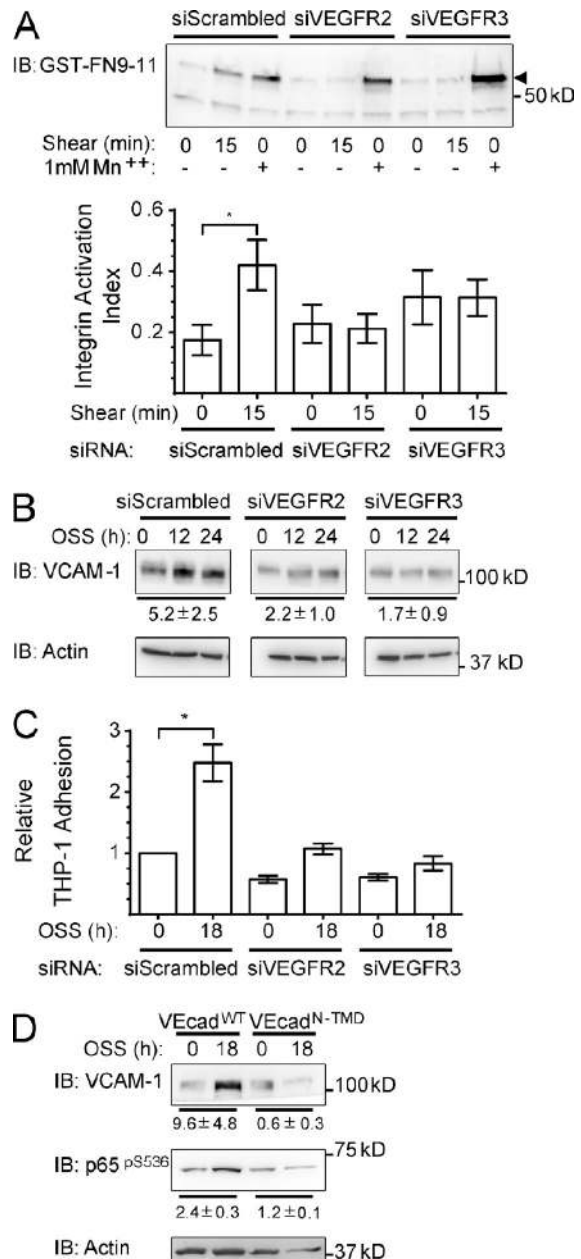 A
siScrambled siVEGFR2 siVEGFR3
IB: GST-FN9-11
50 kD
Shear (min): 0 15 0 0 15 0 0 15 0
1mM Mn++: - - + - - + - - +
Integrin Activation Index
0.6
0.4
0.2
*
Shear (min) 0 15 0 15 0 15
siRNA: siScrambled siVEGFR2 siVEGFR3
B
siScrambled siVEGFR2 siVEGFR3
OSS (h): 0 12 24 0 12 24 0 12 24
IB: VCAM-1
100 kD
5.2±2.5 2.2±1.0 1.7±0.9
IB: Actin
37 kD
C
Relative THP-1 Adhesion
3
2
1
*
OSS (h): 0 18 0 18 0 18
siRNA: siScrambled siVEGFR2 siVEGFR3
D
VEcadWT VEcadN-TMD
OSS (h): 0 18 0 18
IB: VCAM-1
100 kD
9.6±4.8 0.6±0.3
75 kD
IB: p65 pS536
2.4±0.3 1.2±0.1
IB: Actin
37 kD